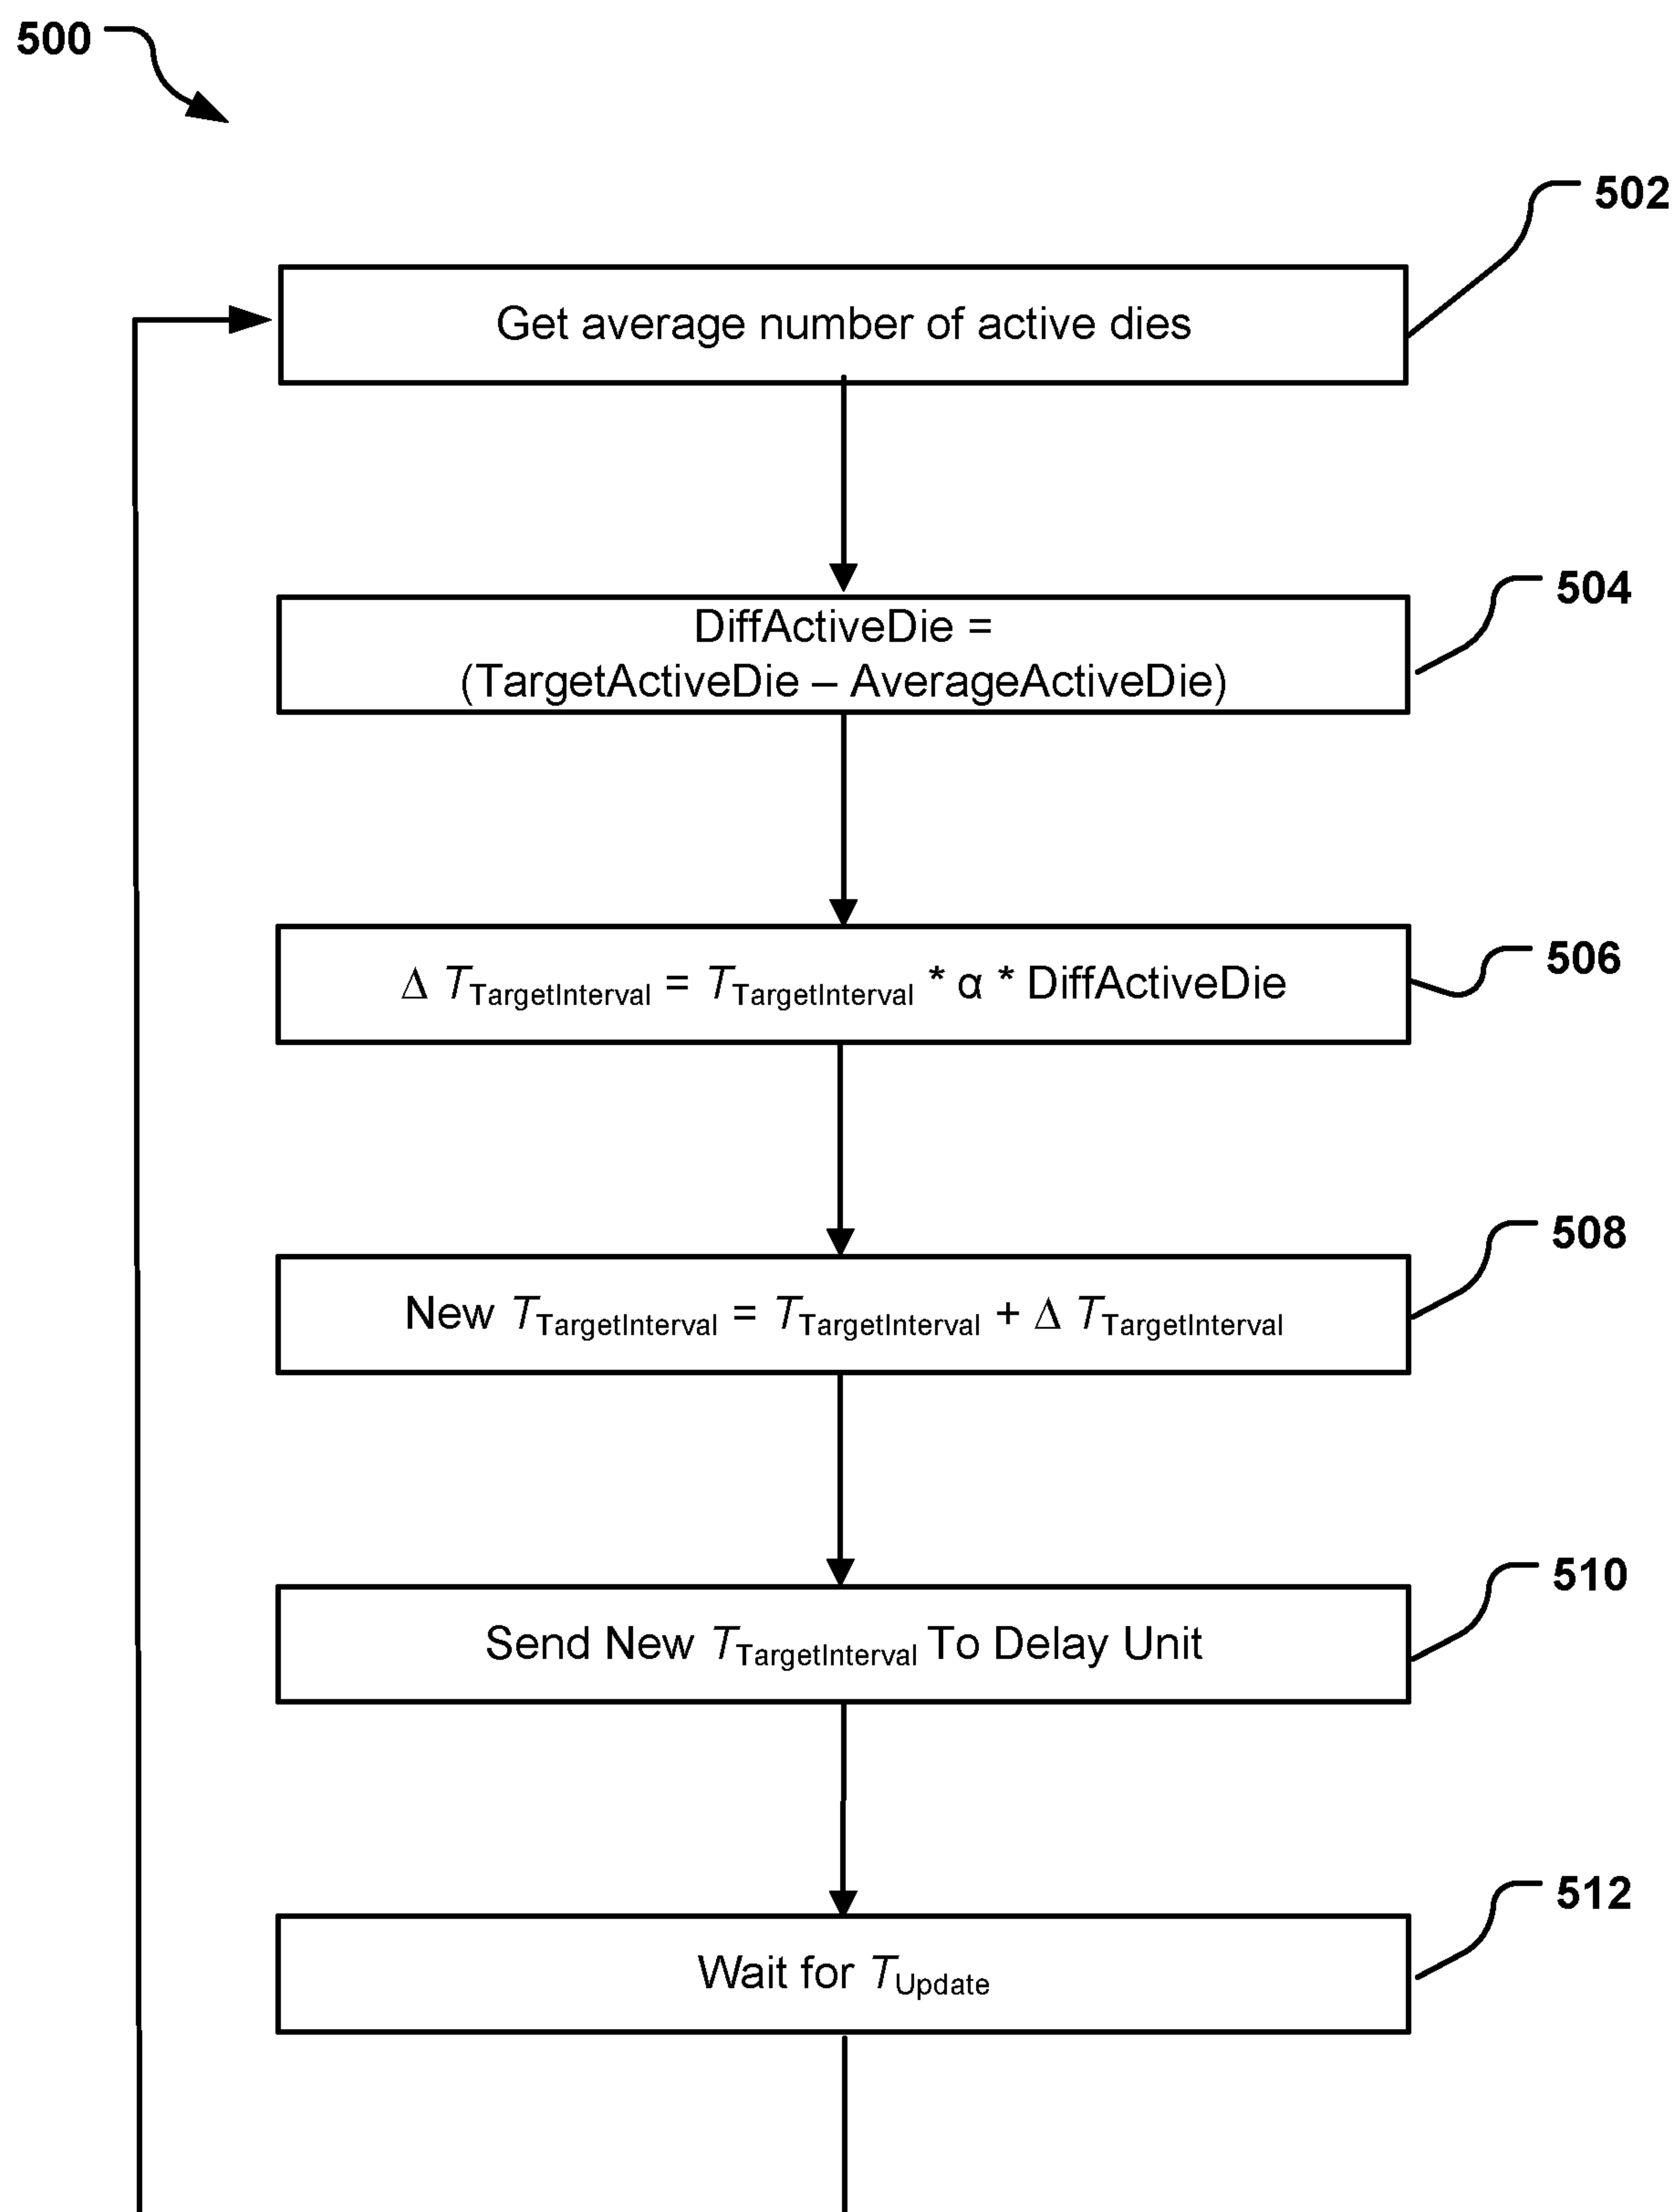 500
502
Get average number of active dies
504
DiffActiveDie =
(TargetActiveDie – AverageActiveDie)
506
Δ TTargetInterval = TTargetInterval * α * DiffActiveDie
508
New TTargetInterval = TTargetInterval + Δ TTargetInterval
510
Send New TTargetInterval To Delay Unit
512
Wait for TUpdate